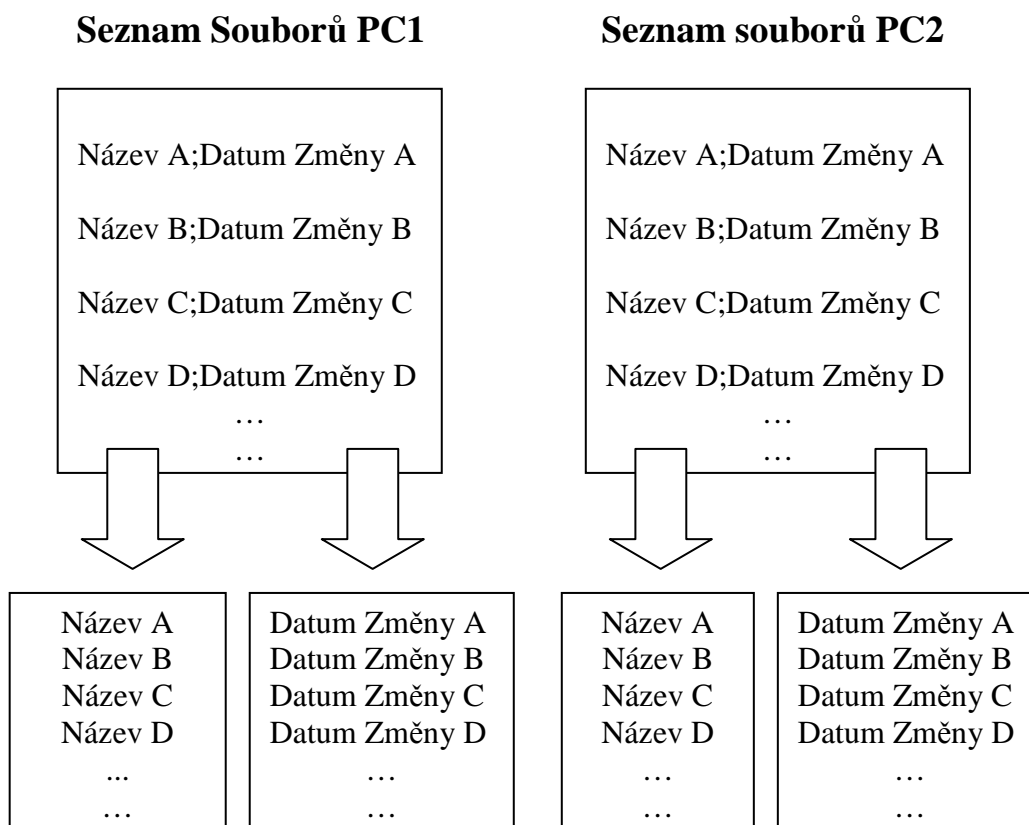 Seznam Souborů PC1
Název A;Datum Změny A
Název B;Datum Změny B
Název C;Datum Změny C
Název D;Datum Změny D
…
…
Název A
Název B
Název C
Název D
...
…
Datum Změny A
Datum Změny B
Datum Změny C
Datum Změny D
…
…
Seznam souborů PC2
Název A;Datum Změny A
Název B;Datum Změny B
Název C;Datum Změny C
Název D;Datum Změny D
…
…
Název A
Název B
Název C
Název D
…
…
Datum Změny A
Datum Změny B
Datum Změny C
Datum Změny D
…
…